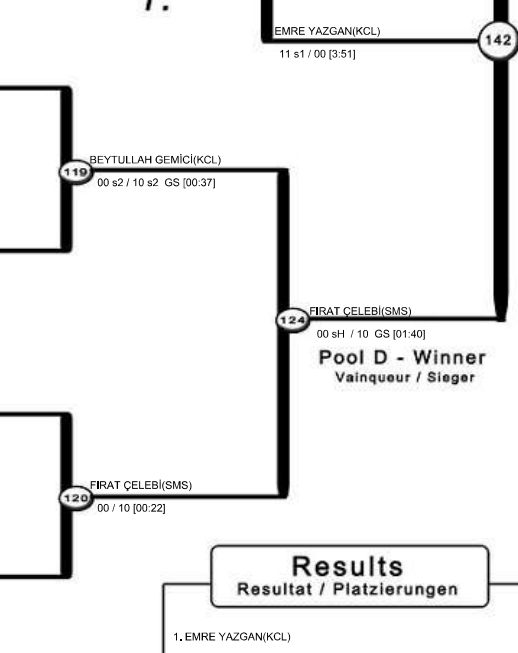 EMRE YAZGAN(KCL)
142
11 s1 / 00 [3:51]
BEYTULLAH GEMİCİ(KCL)
119
00 s2 / 10 s2 GS [00:37]
FIRAT ÇELEBİ(SMS)
124
00 sH / 10 GS [01:40]
Pool D - Winner
Vainqueur / Sieger
FIRAT ÇELEBİ(SMS)
120
00 / 10 [00:22]
Results
Resultat / Platzierungen
1. EMRE YAZGAN(KCL)